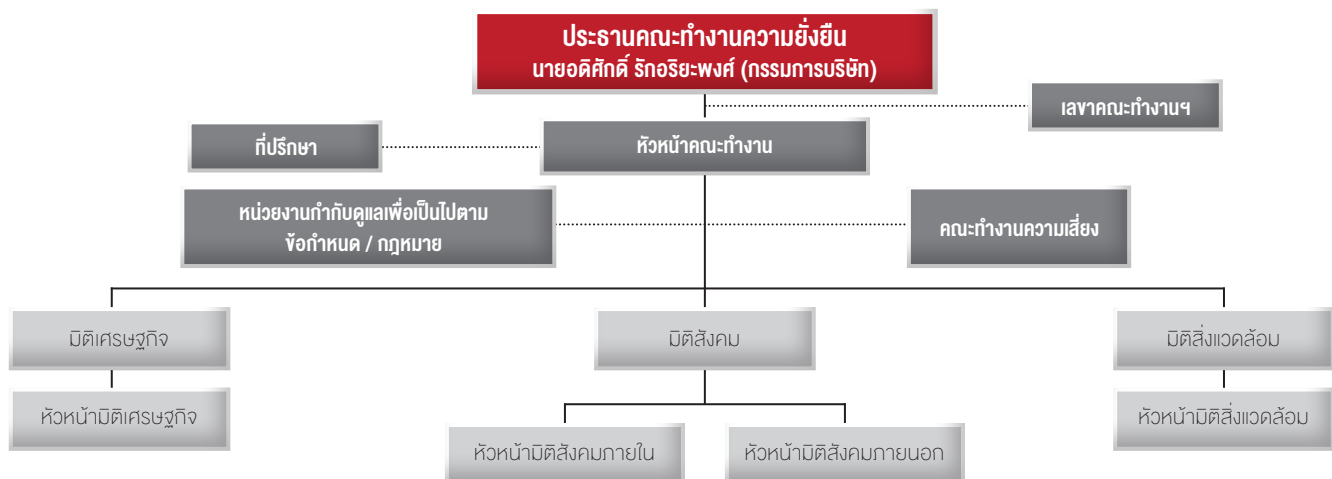 ประธานคณะทำงานความยั่งยืน
นายอดิศักดิ์ รักอริยะพงศ์ (กรรมการบริษัท)
เลขาคณะทำงานฯ
ที่ปรึกษา
หัวหน้าคณะทำงาน
หน่วยงานกำกับดูแลเพื่อเป็นไปตาม
ข้อกำหนด / กฎหมาย
คณะทำงานความเสี่ยง
มิติเศรษฐกิจ
มิติสังคม
มิติสิ่งแวดล้อม
หัวหน้ามิติเศรษฐกิจ
หัวหน้ามิติสิ่งแวดล้อม
หัวหน้ามิติสังคมภายใน
หัวหน้ามิติสังคมภายนอก